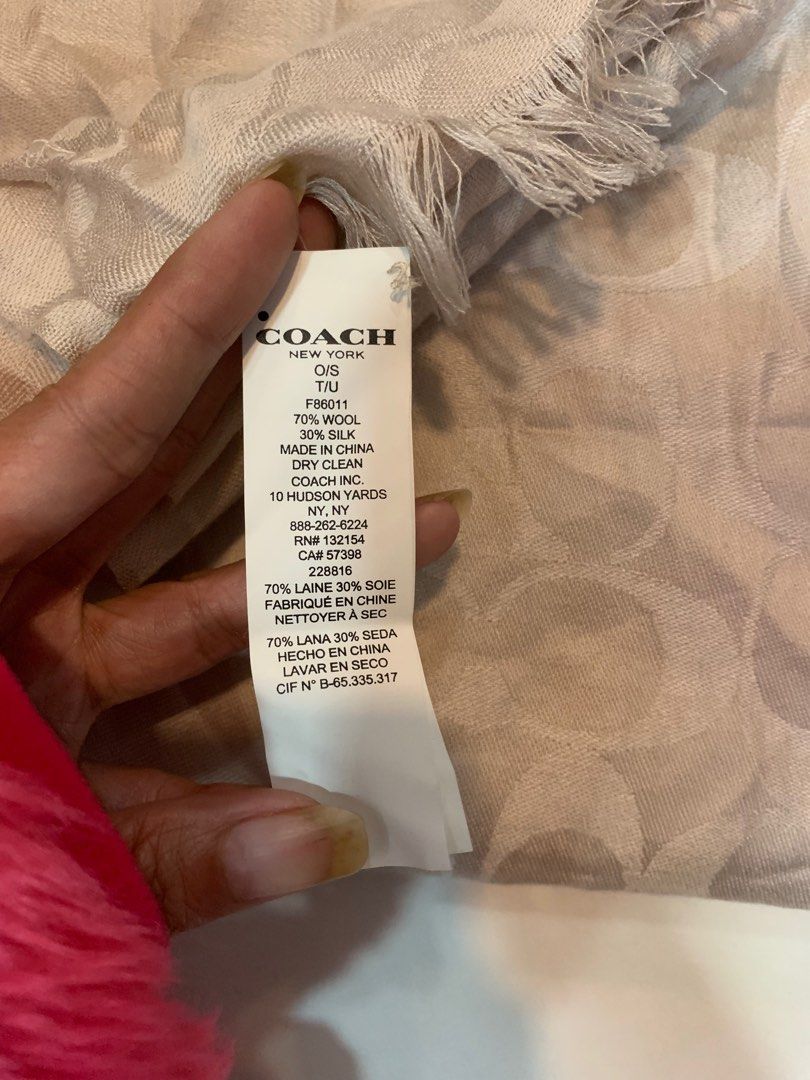 COACH
NEW YORK
O/S
T/U
F86011
70% WOOL
30% SILK
MADE IN CHINA
DRY CLEAN
COACH INC.
10 HUDSON YARDS
NY, NY
888-262-6224
RN# 132154
CA# 57398
228816
70% LAINE 30% SOIE
FABRIQUÉ EN CHINE
NETTOYER À SEC
70% LANA 30% SEDA
HECHO EN CHINA
LAVAR EN SECO
CIF N° B-65.335.317